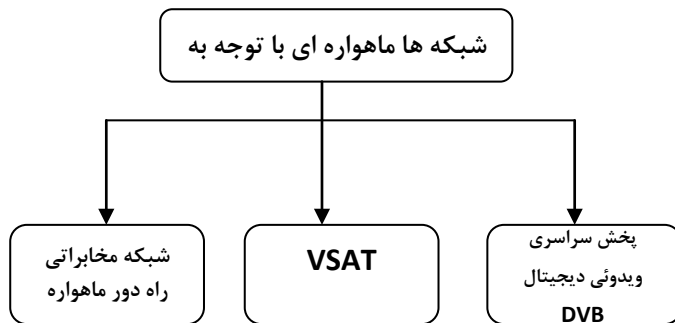 شبکه ها ماهواره ای با توجه به
پخش سراسری
ویدوئی دیجیتال
DVB
VSAT
شبکه مخابراتی
راه دور ماهواره